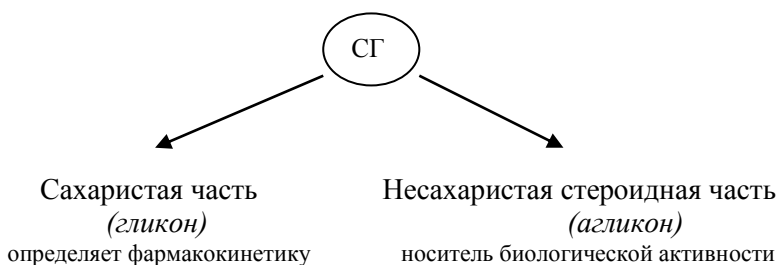 СГ
Сахаристая часть
(гликон)
определяет фармакокинетику
Несахаристая стероидная часть
(агликон)
носитель биологической активности